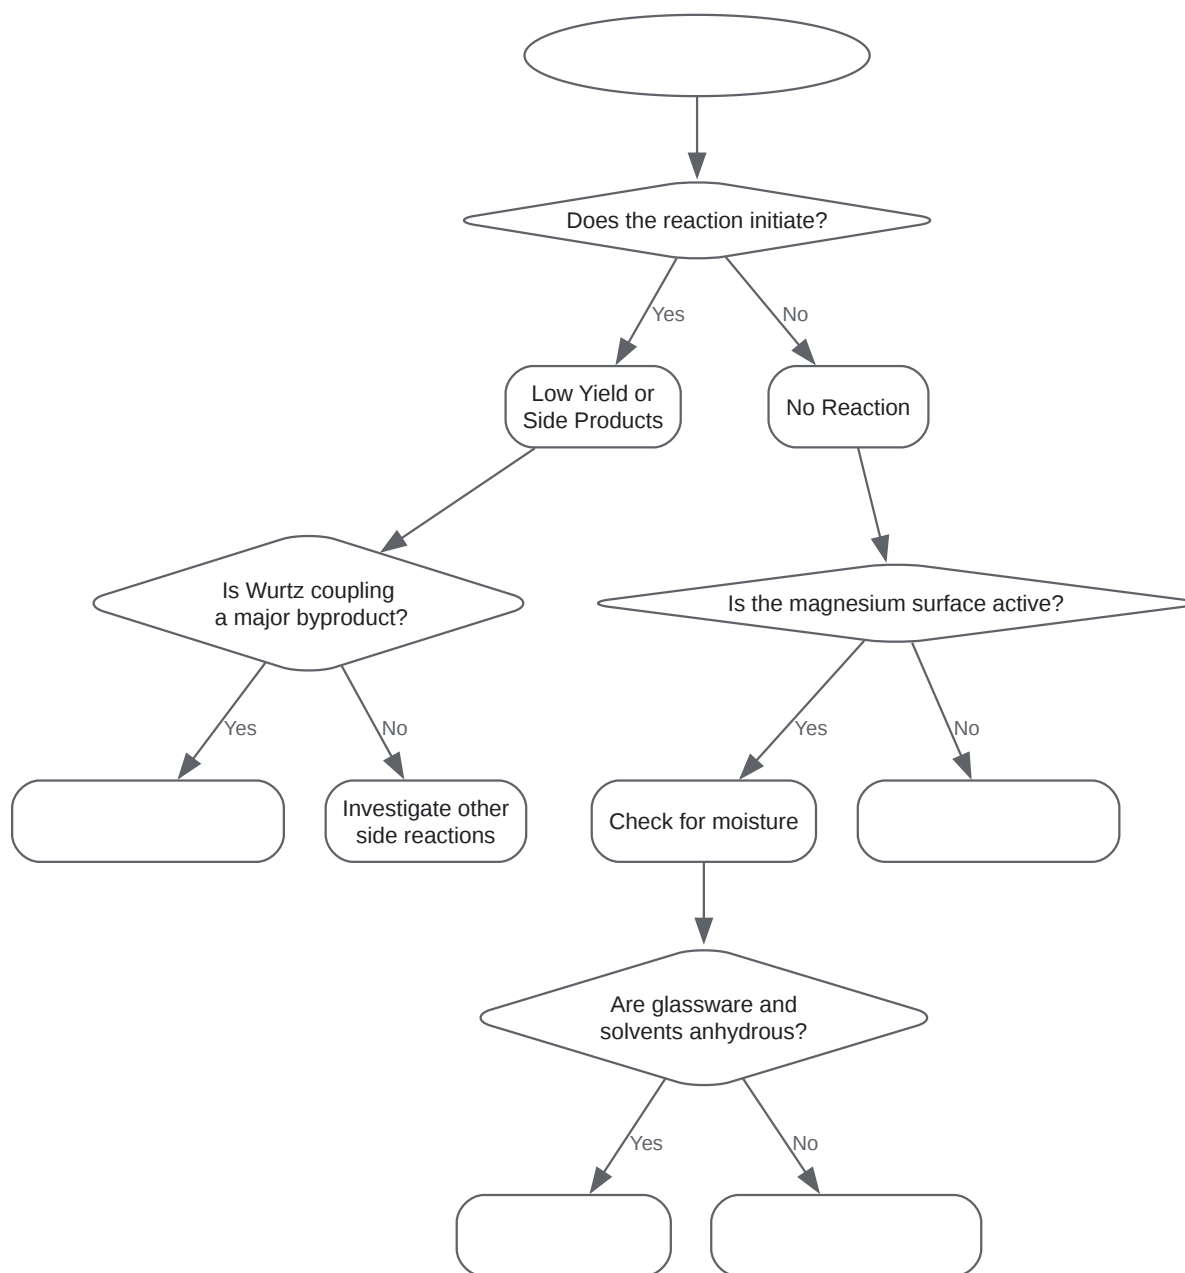 Does the reaction initiate?
Yes
No
Low Yield or
Side Products
No Reaction
Is Wurtz coupling
a major byproduct?
Is the magnesium surface active?
Yes
No
Yes
No
Investigate other
side reactions
Check for moisture
Are glassware and
solvents anhydrous?
Yes
No